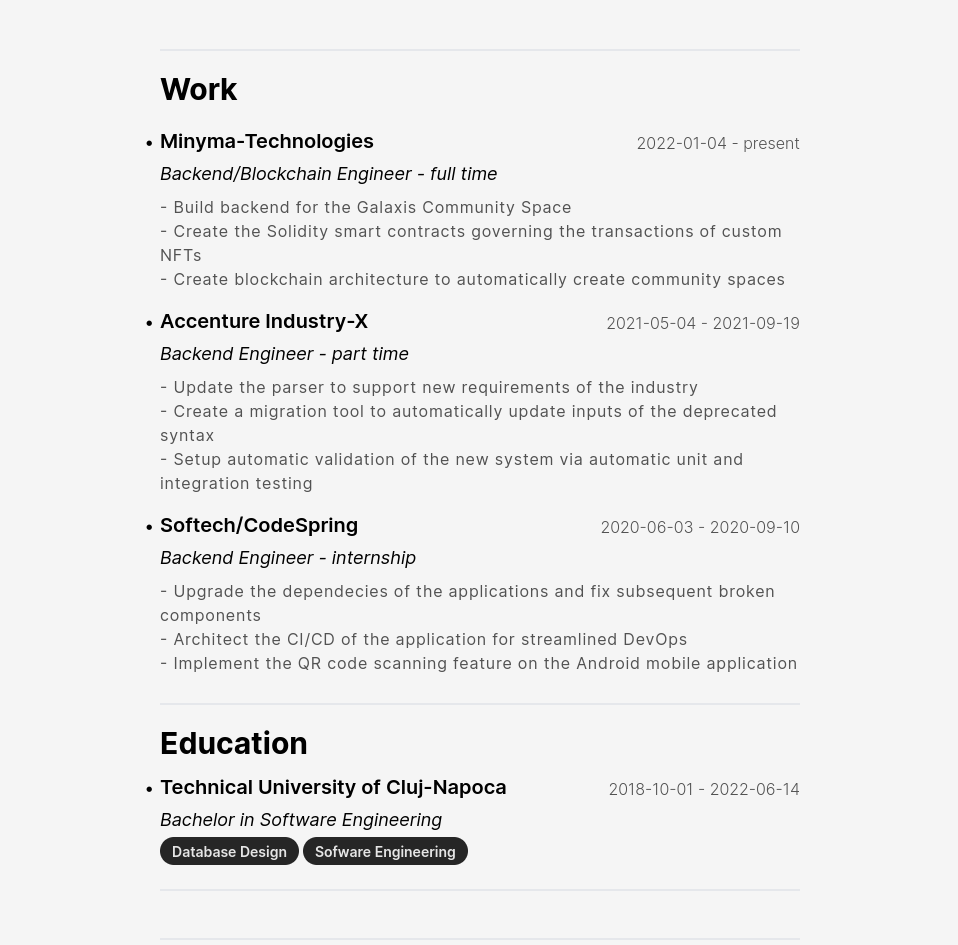 Work
• Minyma-Technologies 2022-01-04 - present
Backend/Blockchain Engineer - full time
- Build backend for the Galaxis Community Space
- Create the Solidity smart contracts governing the transactions of custom
NFTs
- Create blockchain architecture to automatically create community spaces
• Accenture Industry-X 2021-05-04 - 2021-09-19
Backend Engineer - part time
- Update the parser to support new requirements of the industry
- Create a migration tool to automatically update inputs of the deprecated
syntax
- Setup automatic validation of the new system via automatic unit and
integration testing
• Softech/CodeSpring 2020-06-03 - 2020-09-10
Backend Engineer - internship
- Upgrade the dependecies of the applications and fix subsequent broken
components
- Architect the CI/CD of the application for streamlined DevOps
- Implement the QR code scanning feature on the Android mobile application
Education
• Technical University of Cluj-Napoca 2018-10-01 - 2022-06-14
Bachelor in Software Engineering
Database Design Sofware Engineering